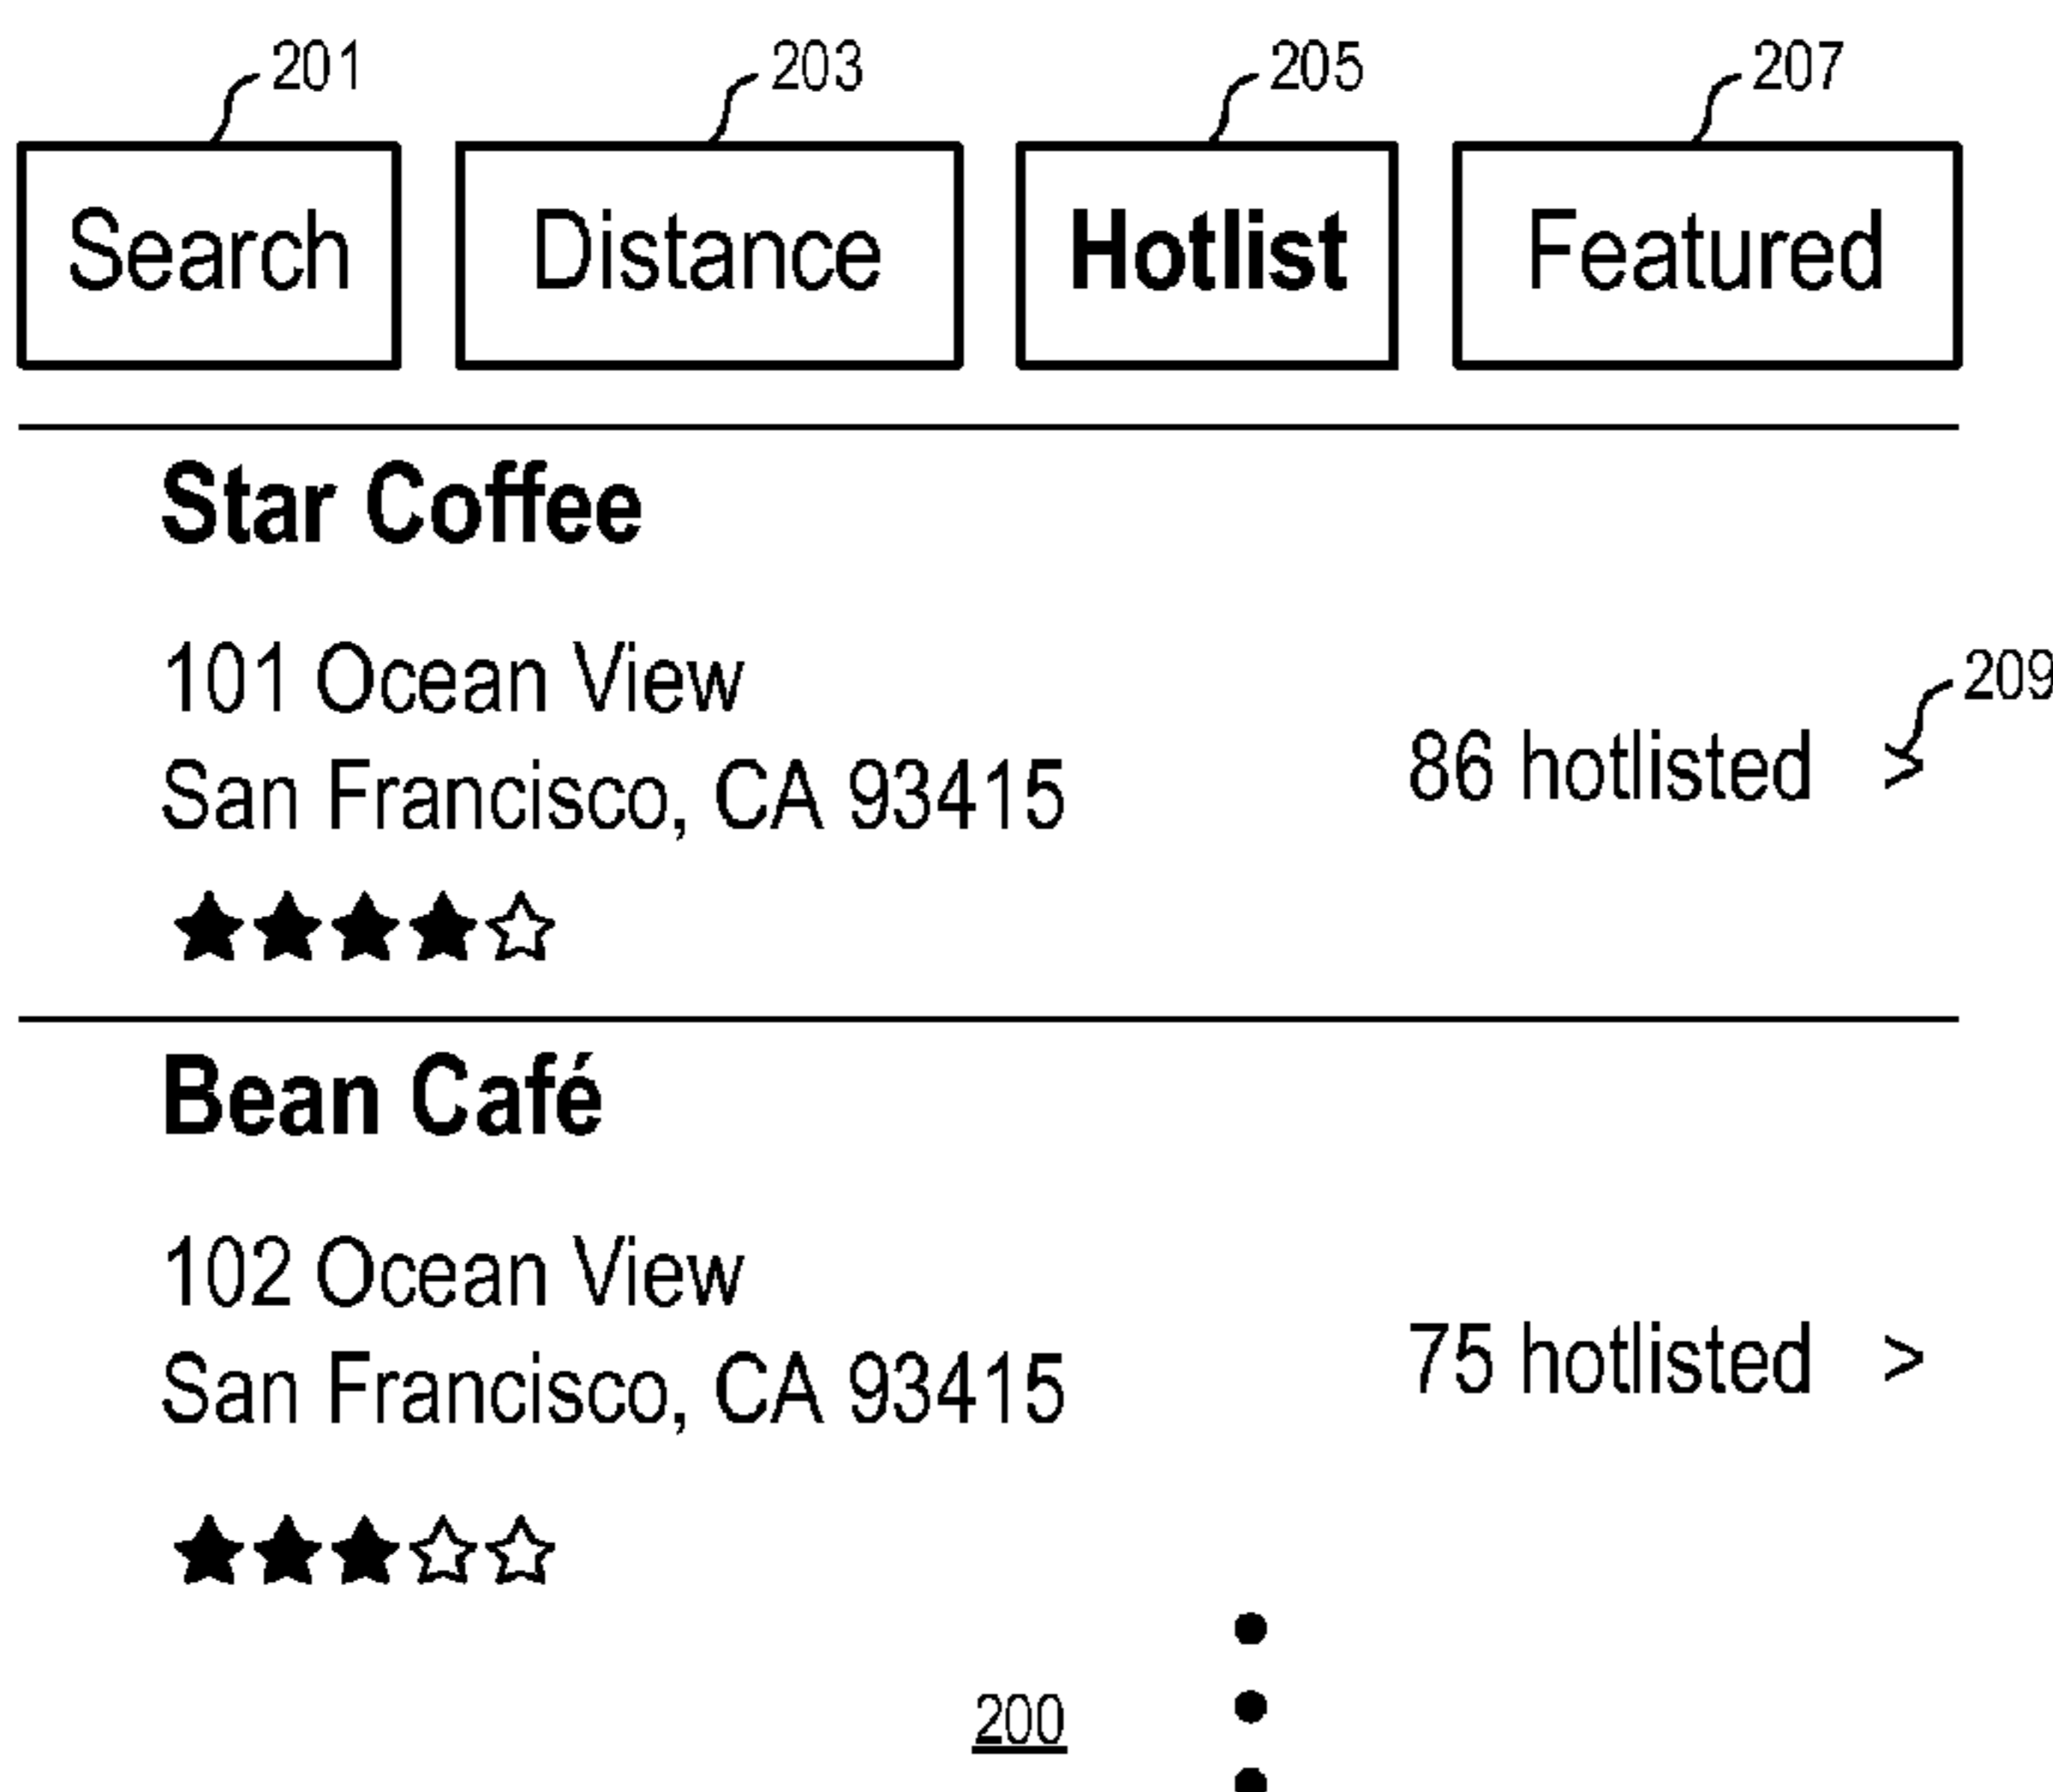 201 203 205 207
Search Distance Hotlist Featured
Star Coffee
101 Ocean View
209
San Francisco, CA 93415 86 hotlisted >
Bean Café
102 Ocean View
San Francisco, CA 93415 75 hotlisted >
200